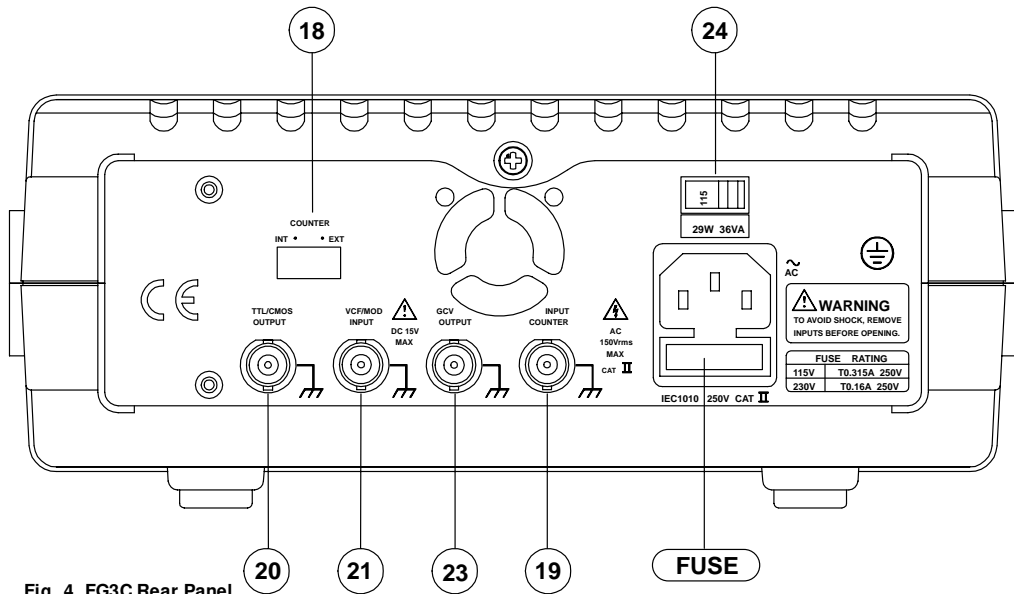 18
24
COUNTER
INT • • EXT
115
29W 36VA
AC
CE
TTL/CMOS
OUTPUT
VCF/MOD
INPUT
DC 15V
MAX
GCV
OUTPUT
INPUT
COUNTER
AC
150Vrms
MAX
CAT II
WARNING
TO AVOID SHOCK, REMOVE
INPUTS BEFORE OPENING.
FUSE RATING
115V T0.315A 250V
230V T0.16A 250V
IEC1010 250V CAT II
20
21
23
19
FUSE
Fig. 4 FG3C Rear Panel